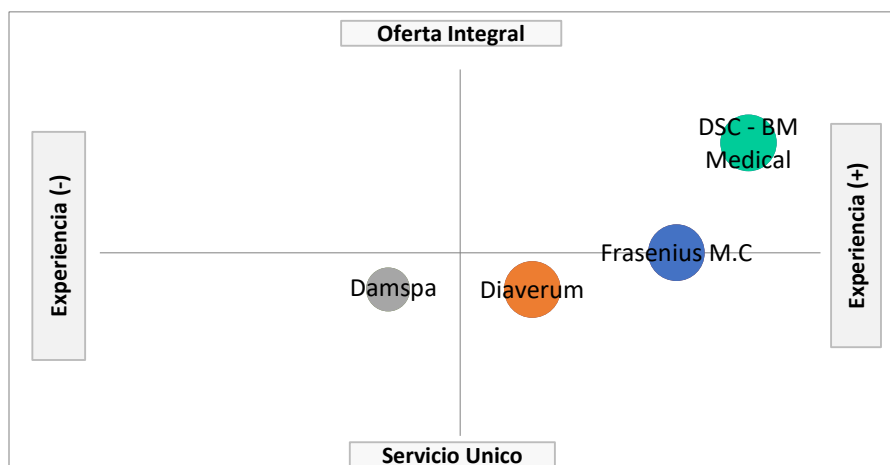 Oferta Integral
DSC - BM
Medical
Experiencia (-)
Experiencia (+)
Frasenius M.C
Damspa
Diaverum
Servicio Unico